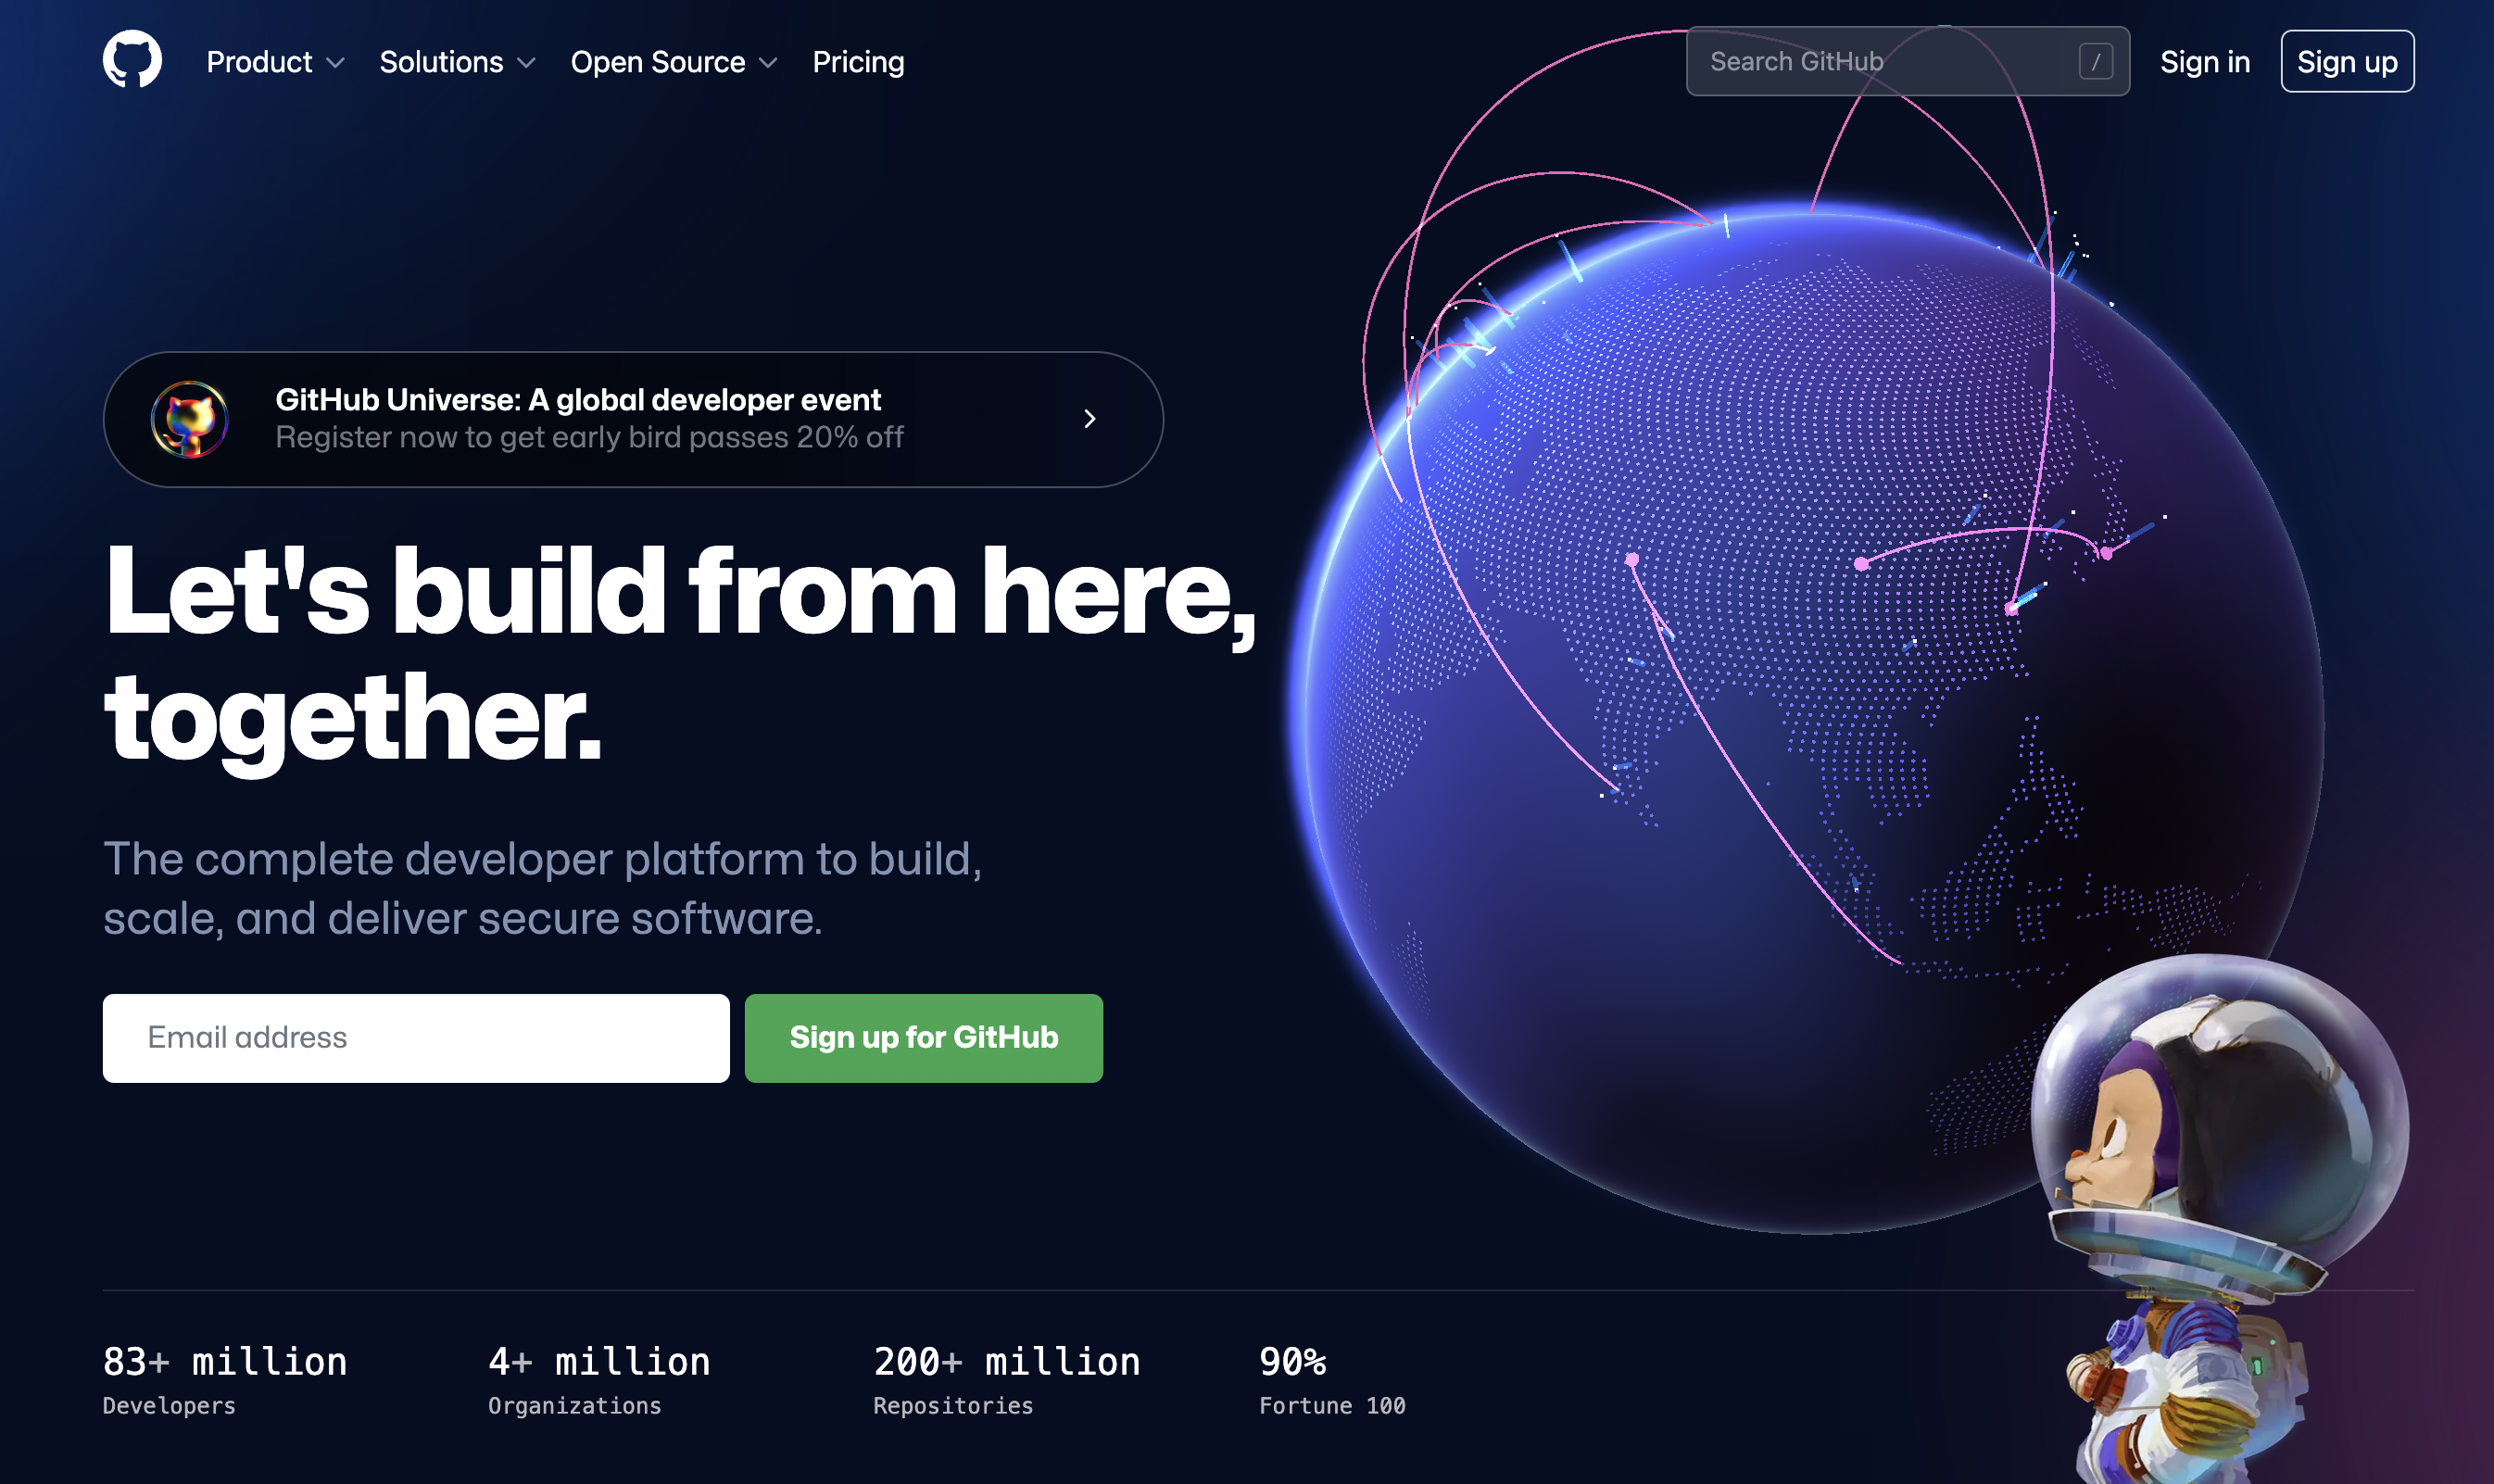 Product
Solutions
Open Source
Pricing
Search GitHub
/
Sign in
Sign up
GitHub Universe: A global developer event
Register now to get early bird passes 20% off
Let's build from here,
together.
The complete developer platform to build,
scale, and deliver secure software.
Email address
Sign up for GitHub
83+ million
Developers
4+ million
Organizations
200+ million
Repositories
90%
Fortune 100